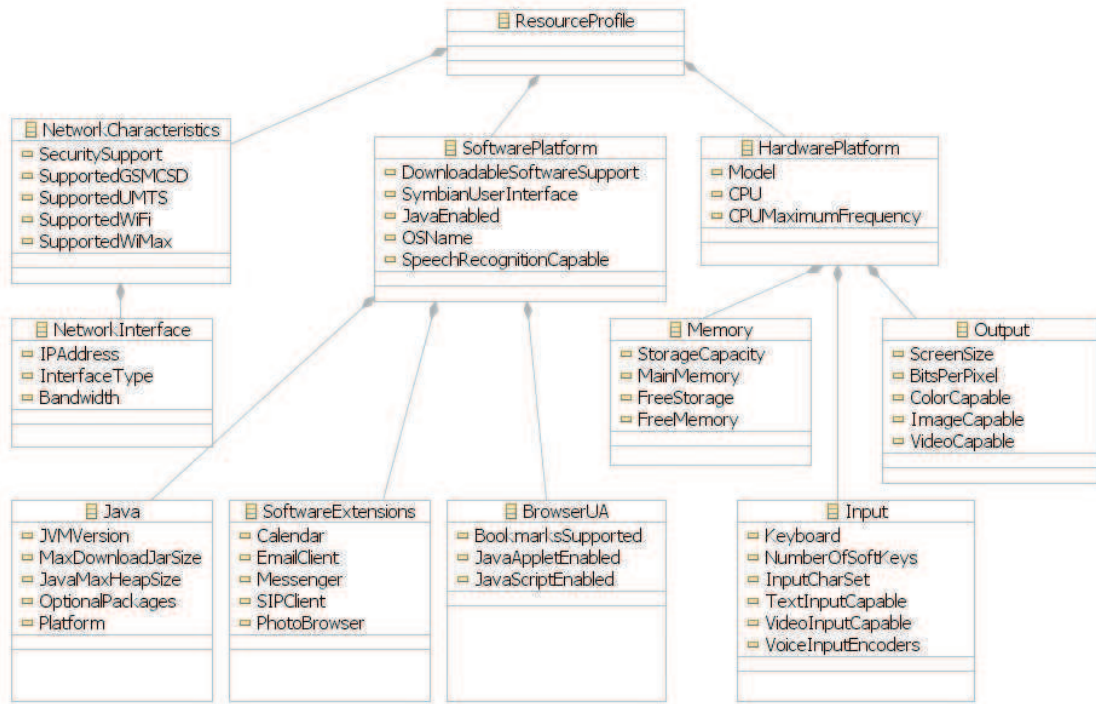 ResourceProfile
NetworkCharacteristics
SecuritySupport
SupportedGSMCSD
SupportedUMTS
SupportedWiFi
SupportedWiMax
SoftwarePlatform
DownloadableSoftwareSupport
SymbianUserInterface
JavaEnabled
OSName
SpeechRecognitionCapable
HardwarePlatform
Model
CPU
CPUMaximumFrequency
NetworkInterface
IPAddress
InterfaceType
Bandwidth
Memory
StorageCapacity
MainMemory
FreeStorage
FreeMemory
Output
ScreenSize
BitsPerPixel
ColorCapable
ImageCapable
VideoCapable
Java
JVMVersion
MaxDownloadJarSize
JavaMaxHeapSize
OptionalPackages
Platform
SoftwareExtensions
Calendar
EmailClient
Messenger
SIPClient
PhotoBrowser
BrowserUA
BookmarksSupported
JavaAppletEnabled
JavaScriptEnabled
Input
Keyboard
NumberOfSoftKeys
InputCharSet
TextInputCapable
VideoInputCapable
VoiceInputEncoders